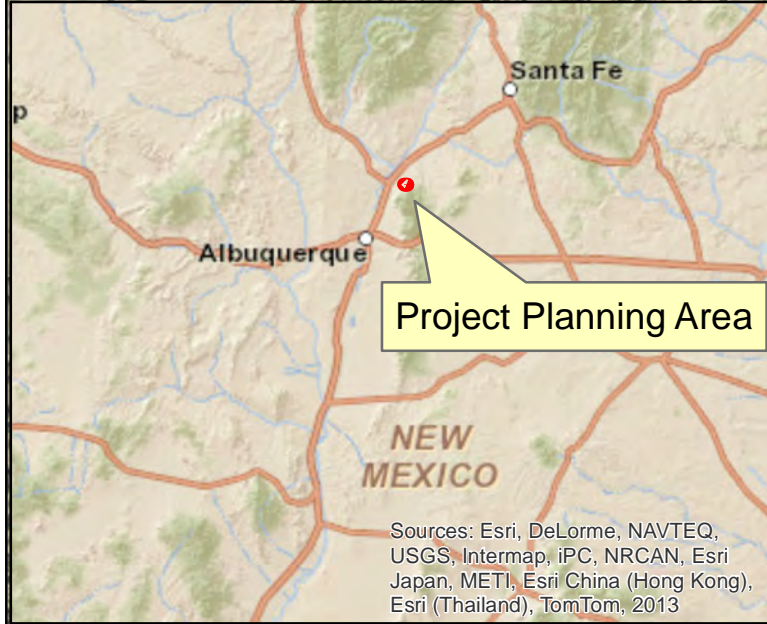 Santa Fe
p
Albuquerque
Project Planning Area
NEW
MEXICO
Sources: Esri, DeLorme, NAVTEQ,
USGS, Intermap, iPC, NRCAN, Esri
Japan, METI, Esri China (Hong Kong),
Esri (Thailand), TomTom, 2013